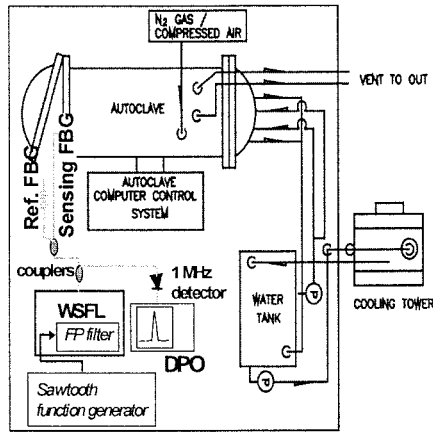 N2 GAS /
COMPRESSED AIR
VENT TO OUT
AUTOCLAVE
Ref. FBG
Sensing FBG
AUTOCLAVE
COMPUTER CONTROL
SYSTEM
couplers
1 MHz
detector
WSFL
FP filter
DPO
WATER
TANK
P
P
COOLING TOWER
Sawtooth
function generator